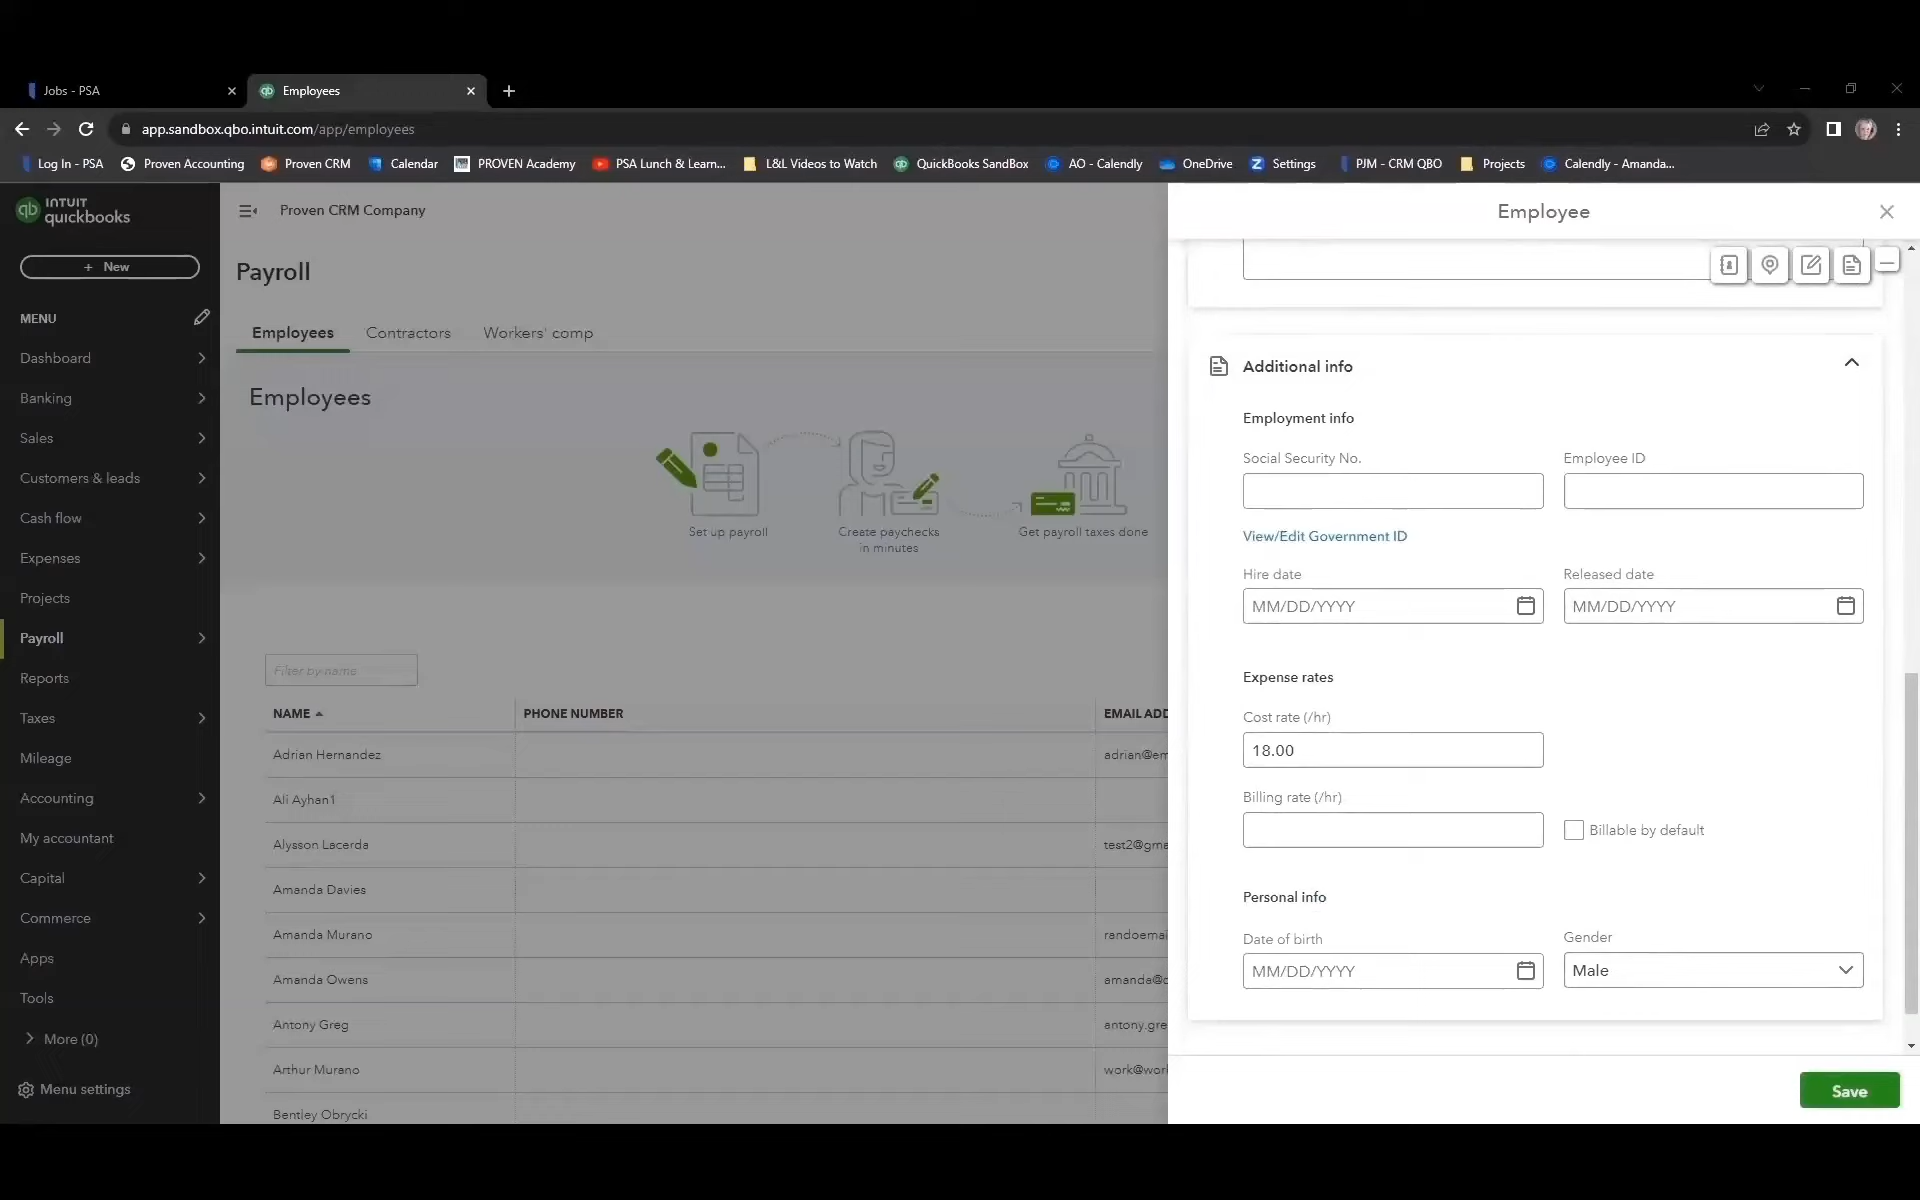 Jobs - PSA
Employees
app.sandbox.qbo.intuit.com/app/employees
Log In - PSA
Proven Accounting
Proven CRM
Calendar
PROVEN Academy
PSA Lunch & Learn...
L&L Videos to Watch
QuickBooks SandBox
AO - Calendly
OneDrive
Settings
PJM - CRM QBO
Projects
Calendly - Amanda...
qb INTUIT
quickbooks
+ New
MENU
Dashboard
Banking
Sales
Customers & leads
Cash flow
Expenses
Projects
Payroll
Reports
Taxes
Mileage
Accounting
My accountant
Capital
Commerce
Apps
Tools
More (0)
Menu settings
Proven CRM Company
Payroll
Employees
Contractors
Workers' comp
Employees
Set up payroll
Create paychecks
in minutes
Get payroll taxes done
Filter by name
NAME
PHONE NUMBER
EMAIL ADD
Adrian Hernandez
adrian@em
Ali Ayhan1
Alysson Lacerda
test2@gma
Amanda Davies
Amanda Murano
randoemai
Amanda Owens
amanda@c
Antony Greg
antony.gre
Arthur Murano
work@worl
Bentley Obrycki
Employee
Additional info
Employment info
Social Security No.
Employee ID
View/Edit Government ID
Hire date
Released date
MM/DD/YYYY
MM/DD/YYYY
Expense rates
Cost rate (/hr)
18.00
Billing rate (/hr)
Billable by default
Personal info
Date of birth
Gender
MM/DD/YYYY
Male
Save